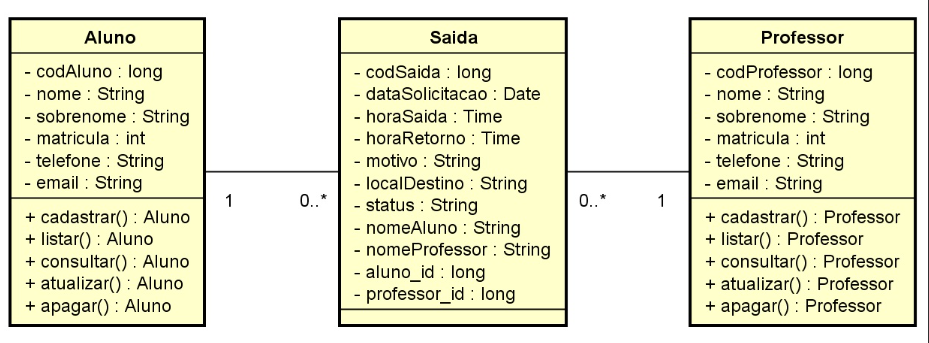 Aluno
- codAluno : long
- nome : String
- sobrenome : String
- matricula : int
- telefone : String
- email : String
+ cadastrar() : Aluno
+ listar() : Aluno
+ consultar() : Aluno
+ atualizar() : Aluno
+ apagar() : Aluno
1
0..*
Saida
- codSaida : long
- dataSolicitacao : Date
- horaSaida : Time
- horaRetorno : Time
- motivo : String
- localDestino : String
- status : String
- nomeAluno : String
- nomeProfessor : String
- aluno_id : long
- professor_id : long
0..*
1
Professor
- codProfessor : long
- nome : String
- sobrenome : String
- matricula : int
- telefone : String
- email : String
+ cadastrar() : Professor
+ listar() : Professor
+ consultar() : Professor
+ atualizar() : Professor
+ apagar() : Professor